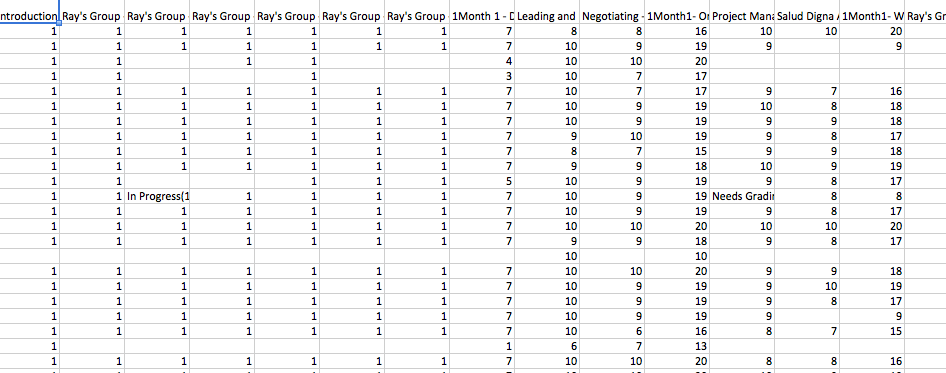 ntroduction Ray's Group Ray's Group Ray's Group Ray's Group Ray's Group Ray's Group 1Month 1 - Leading and Negotiating - 1Month1- Or Project Mana Salud Digna 1Month1- W Ray's Gr
1 1 1 1 1 1 1 7 8 8 16 10 10 20
1 1 1 1 1 1 1 7 10 9 19 9 9
1 1 1 1 4 10 10 20
1 1 1 3 10 7 17
1 1 1 1 1 1 1 7 10 7 17 9 7 16
1 1 1 1 1 1 1 7 10 9 19 10 8 18
1 1 1 1 1 1 1 7 10 9 19 9 9 18
1 1 1 1 1 1 1 7 9 10 19 9 8 17
1 1 1 1 1 1 1 7 8 7 15 9 9 18
1 1 1 1 1 1 1 7 9 9 18 10 9 19
1 1 1 1 1 5 10 9 19 9 8 17
1 1 In Progress(1 1 1 1 1 7 10 9 19 Needs Gradin 8 8
1 1 1 1 1 1 1 7 10 9 19 9 8 17
1 1 1 1 1 1 1 7 10 10 20 10 10 20
1 1 1 1 1 1 1 7 9 9 18 9 8 17
10 10
1 1 1 1 1 1 1 7 10 10 20 9 9 18
1 1 1 1 1 1 1 7 10 9 19 9 10 19
1 1 1 1 1 1 1 7 10 9 19 9 8 17
1 1 1 1 1 1 1 7 10 9 19 9 9
1 1 1 1 1 1 1 7 10 6 16 8 7 15
1 1 6 7 13
1 1 1 1 1 1 1 7 10 10 20 8 8 16